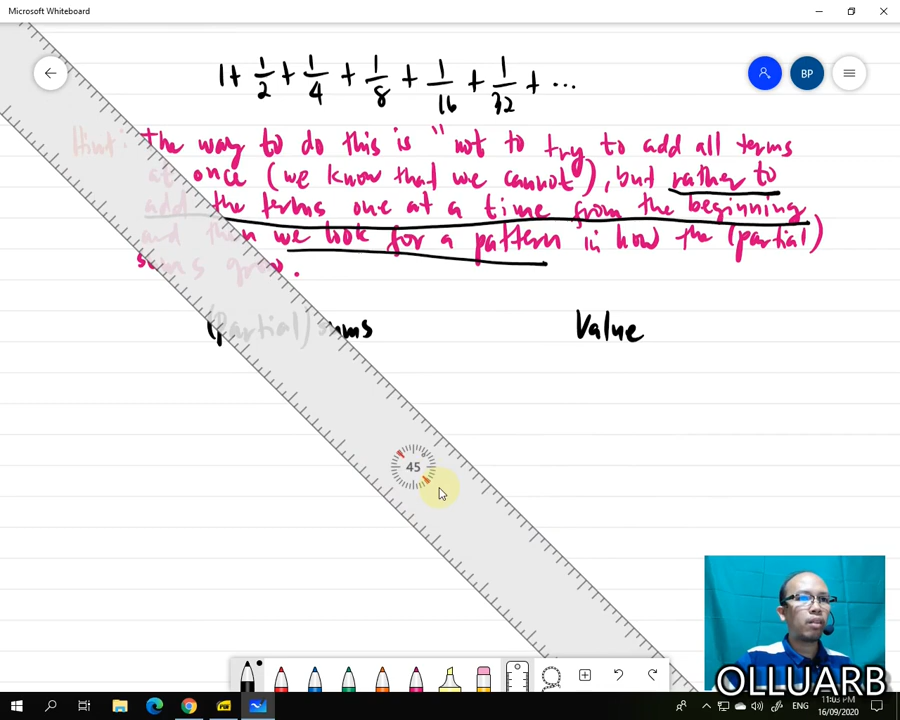 Microsoft Whiteboard
1 + 1/2 + 1/4 + 1/8 + 1/16 + 1/32 + ...
BP
Hint: The way to do this is "not to try to add all terms
at once (we know that we cannot), but rather to
add the terms one at a time from the beginning
and then we look for a pattern in how the (partial)
sums grow.
(Partial) sums
Value
45
OLLUARB
ENG
11:03 PM
16/09/2020